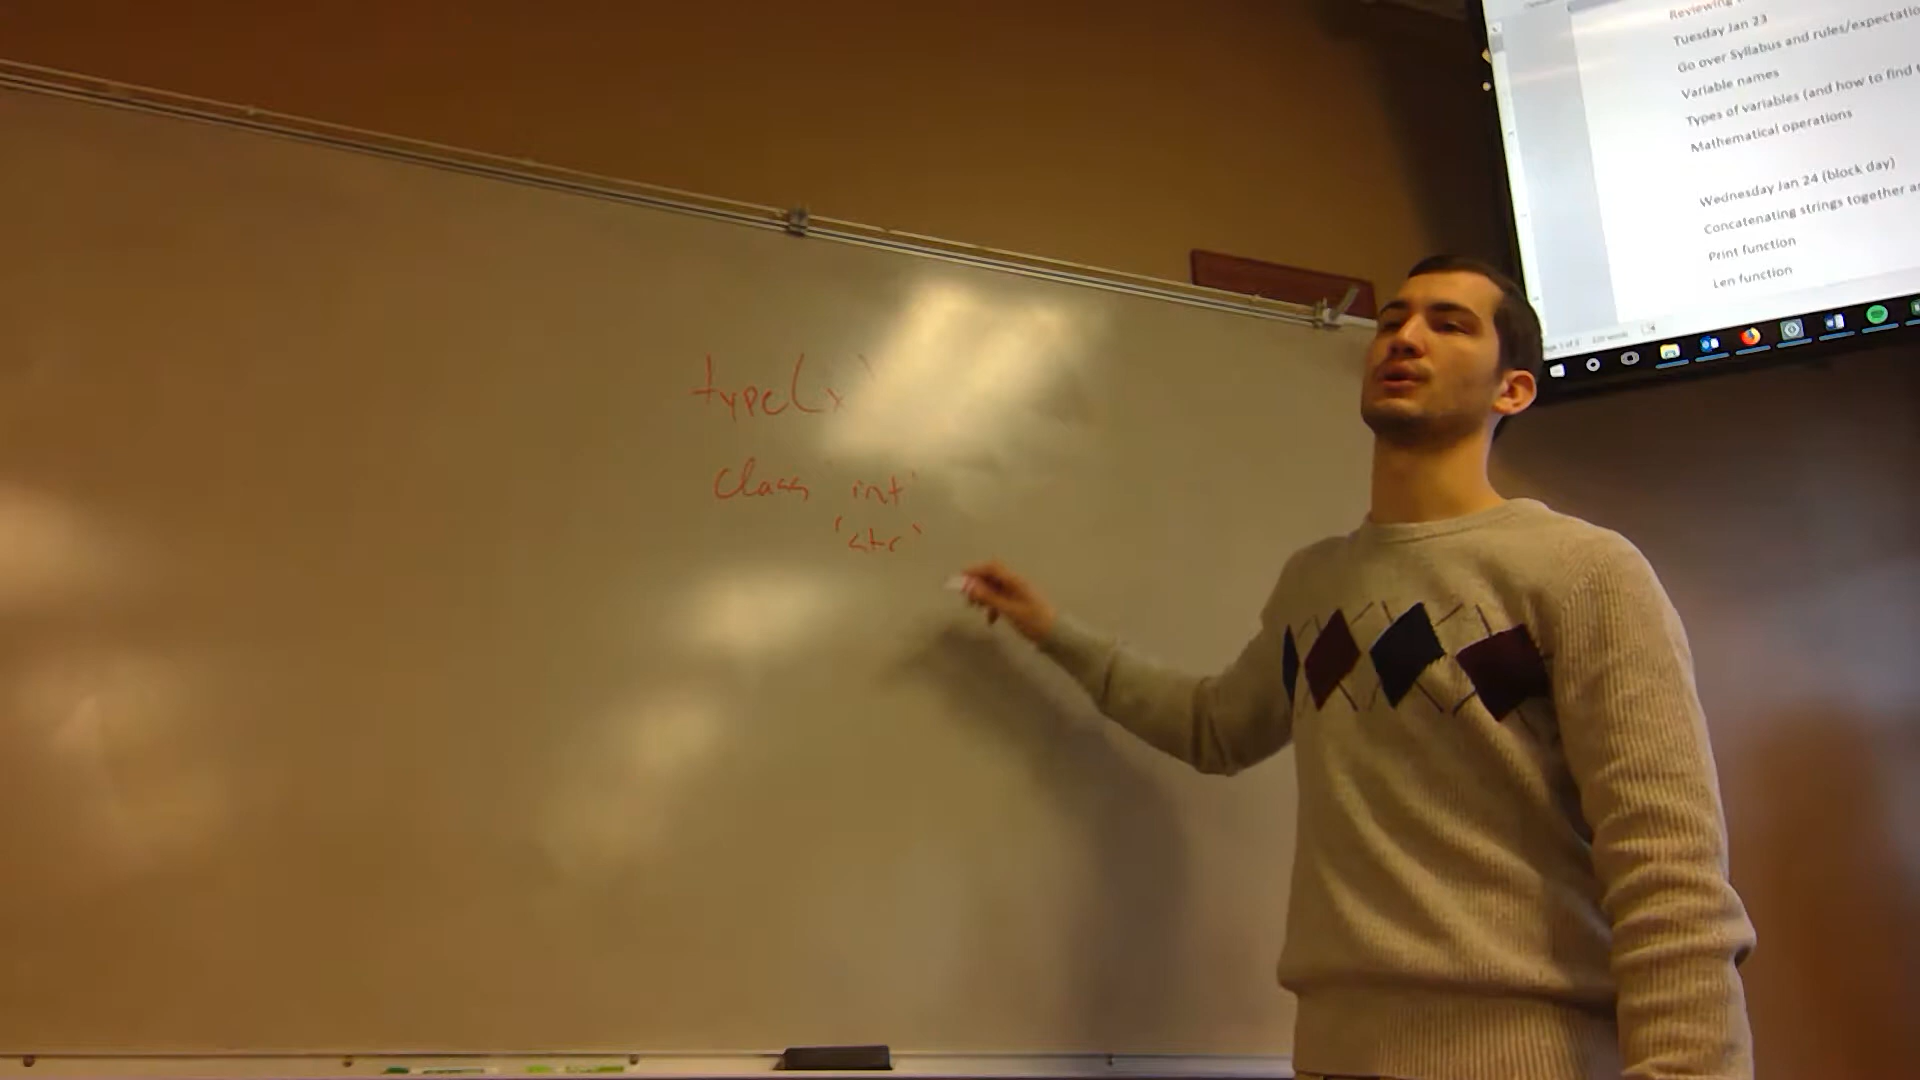 type(x)
class int'
'str'
Reviewing
Tuesday Jan 23
Go over Syllabus and rules/expectatio
Variable names
Types of variables (and how to find t
Mathematical operations
Wednesday Jan 24 (block day)
Concatenating strings together a
Print function
Len function